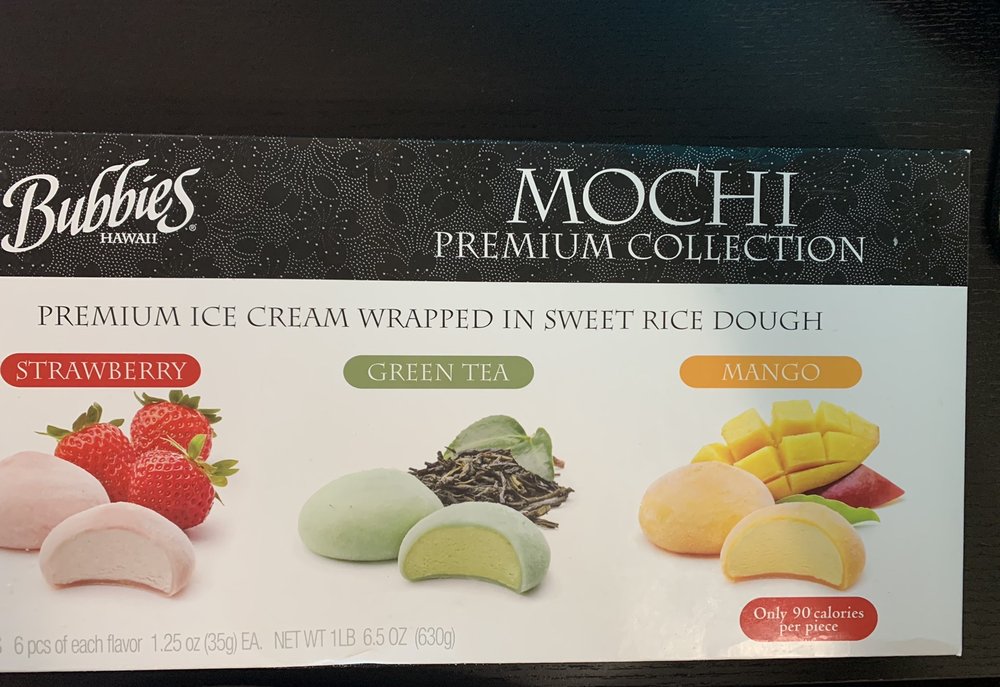 Bubbies®
HAWAII
MOCHI
PREMIUM COLLECTION
PREMIUM ICE CREAM WRAPPED IN SWEET RICE DOUGH
STRAWBERRY
GREEN TEA
MANGO
Only 90 calories
per piece
6 pcs of each flavor 1.25 oz (35g) EA. NET WT 1LB 6.5 OZ (630g)